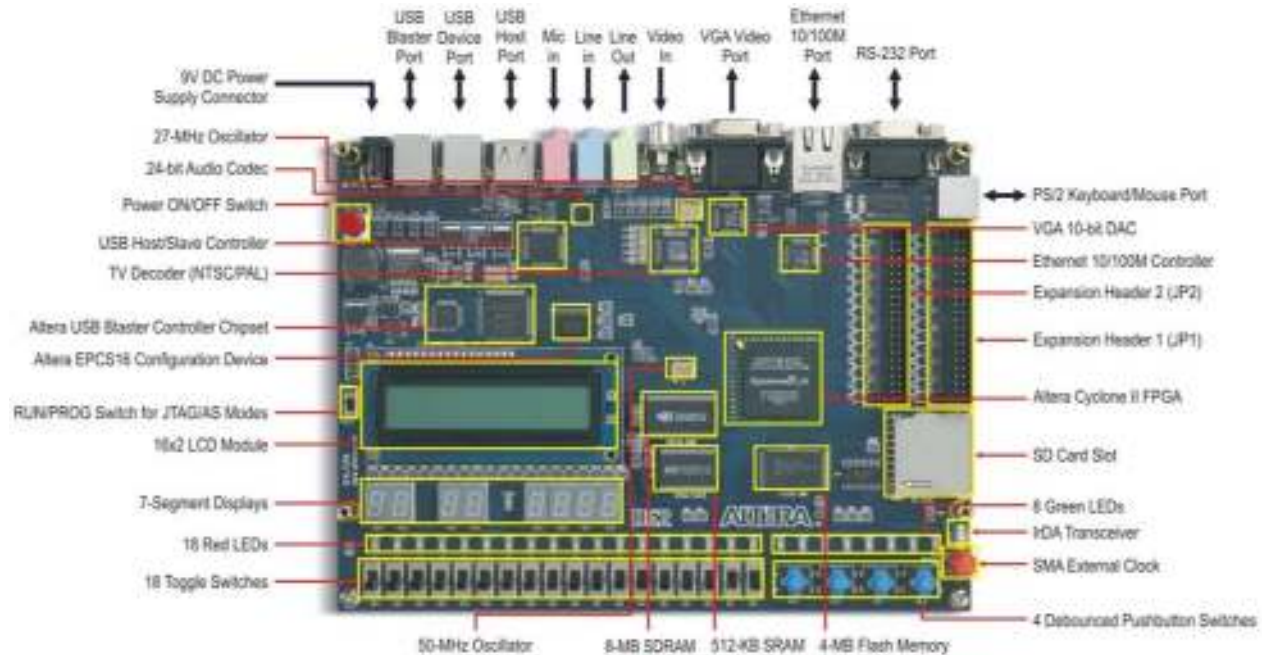 USB Blaster Port
USB Device Port
USB Host Port
Mic in
Line in
Line Out
Video In
VGA Video Port
Ethernet 10/100M Port
RS-232 Port
9V DC Power Supply Connector
27-MHz Oscillator
24-bit Audio Codec
Power ON/OFF Switch
USB Host/Slave Controller
TV Decoder (NTSC/PAL)
Altera USB Blaster Controller Chipset
Altera EPCS16 Configuration Device
RUN/PROG Switch for JTAG/AS Modes
16x2 LCD Module
7-Segment Displays
18 Red LEDs
18 Toggle Switches
PS/2 Keyboard/Mouse Port
VGA 10-bit DAC
Ethernet 10/100M Controller
Expansion Header 2 (JP2)
Expansion Header 1 (JP1)
Altera Cyclone II FPGA
SD Card Slot
8 Green LEDs
IrDA Transceiver
SMA External Clock
4 Debounced Pushbutton Switches
DE2
ALTERA
50-MHz Oscillator
8-MB SDRAM
512-KB SRAM
4-MB Flash Memory